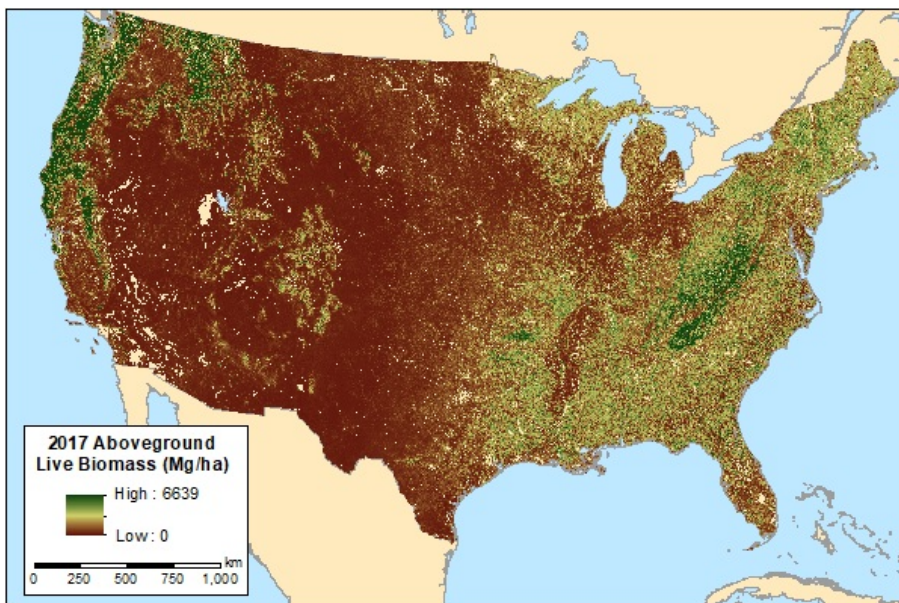 2017 Aboveground
Live Biomass (Mg/ha)
High : 6639
Low : 0
km
0 250 500 750 1,000